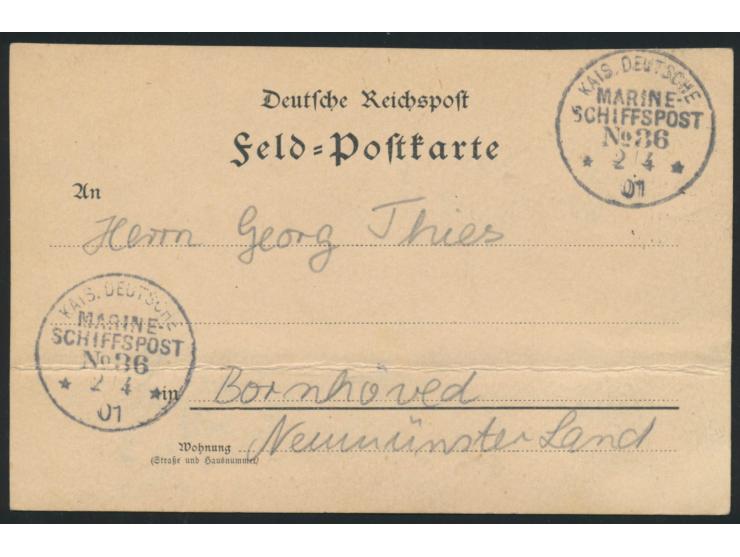 KAIS. DEUTSCHE
MARINE-
SCHIFFSPOST
No 36
* 2/4 *
01
Deutsche Reichspost
Feld=Postkarte
An
Herrn Georg Thies
KAIS. DEUTSCHE
MARINE-
SCHIFFSPOST
No 36
* 2/4 *
01
in Bornhöved
Wohnung Neumünster Land
(Straße und Hausnummer)